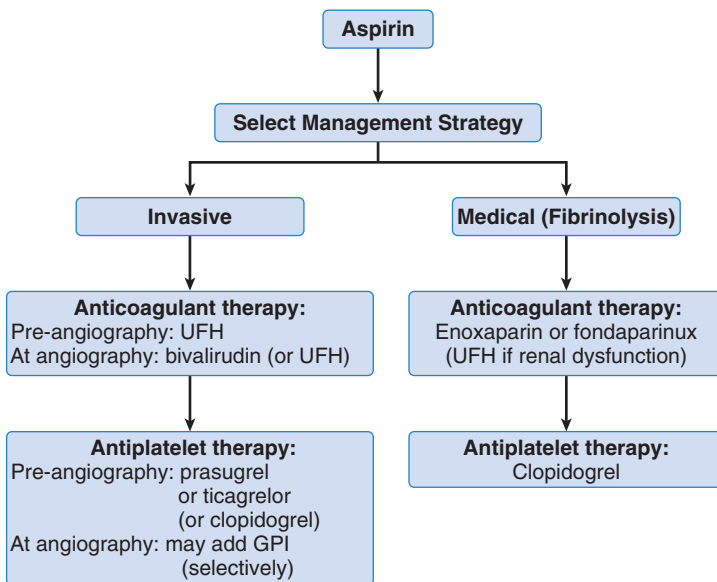 Aspirin
Select Management Strategy
Invasive
Medical (Fibrinolysis)
Anticoagulant therapy:
Pre-angiography: UFH
At angiography: bivalirudin (or UFH)
Anticoagulant therapy:
Enoxaparin or fondaparinux
(UFH if renal dysfunction)
Antiplatelet therapy:
Pre-angiography: prasugrel
or ticagrelor
(or clopidogrel)
At angiography: may add GPI
(selectively)
Antiplatelet therapy:
Clopidogrel